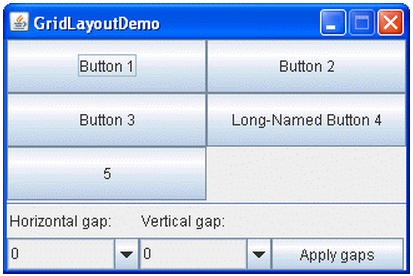 GridLayoutDemo
Button 1 Button 2
Button 3 Long-Named Button 4
5
Horizontal gap: Vertical gap:
0 0 Apply gaps